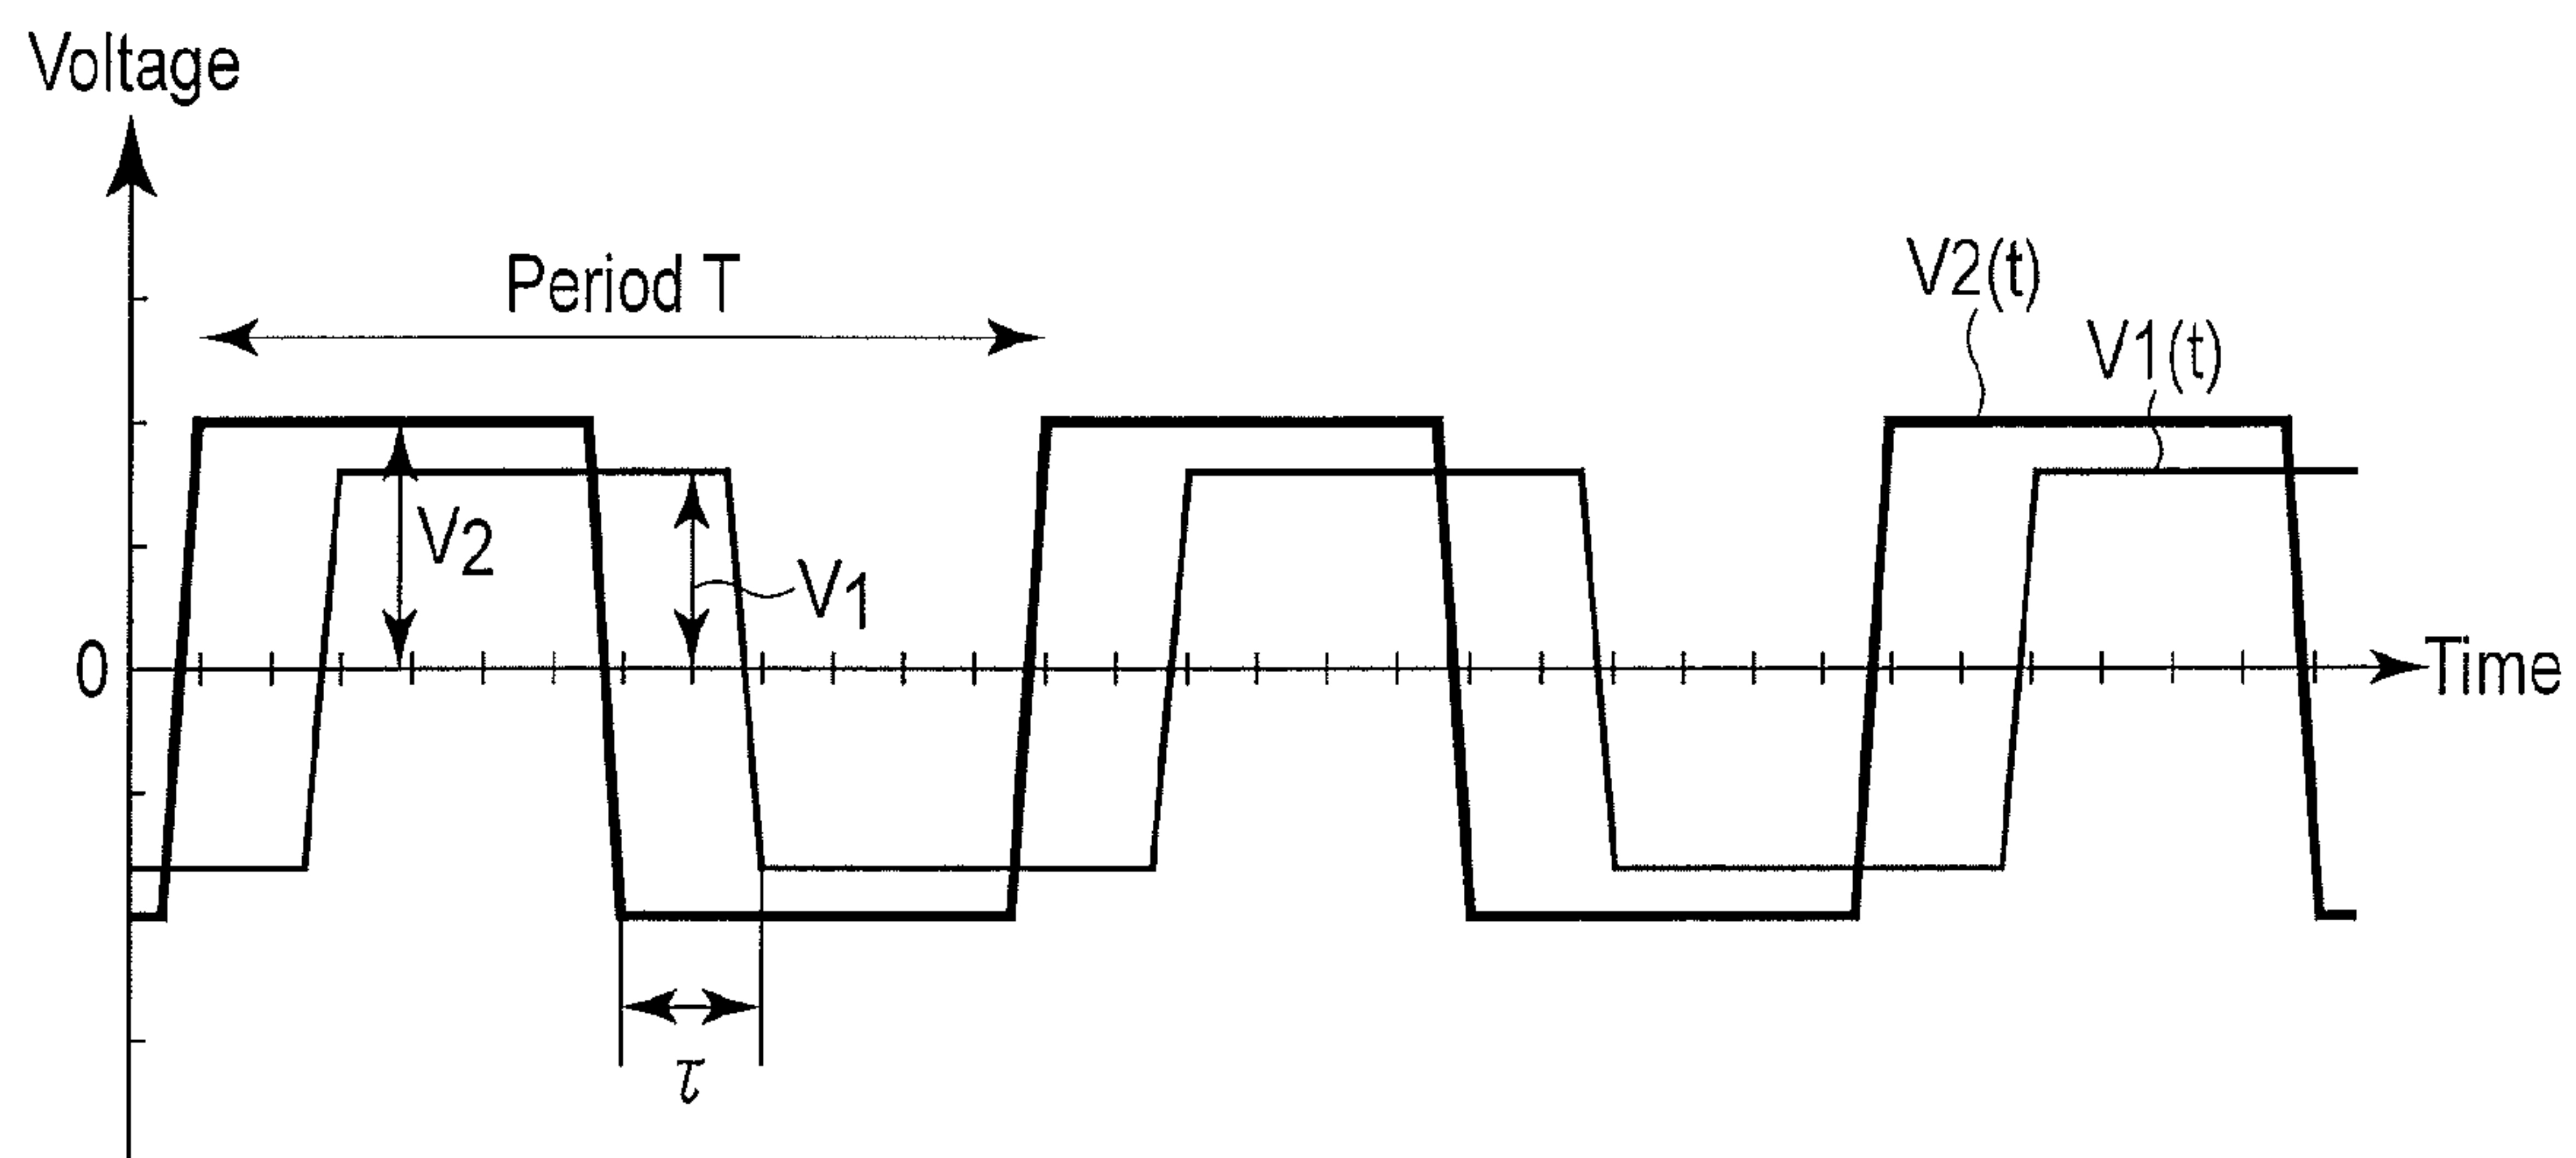 Voltage
Period T
V2(t)
V1(t)
V2
V1
0
Time
τ